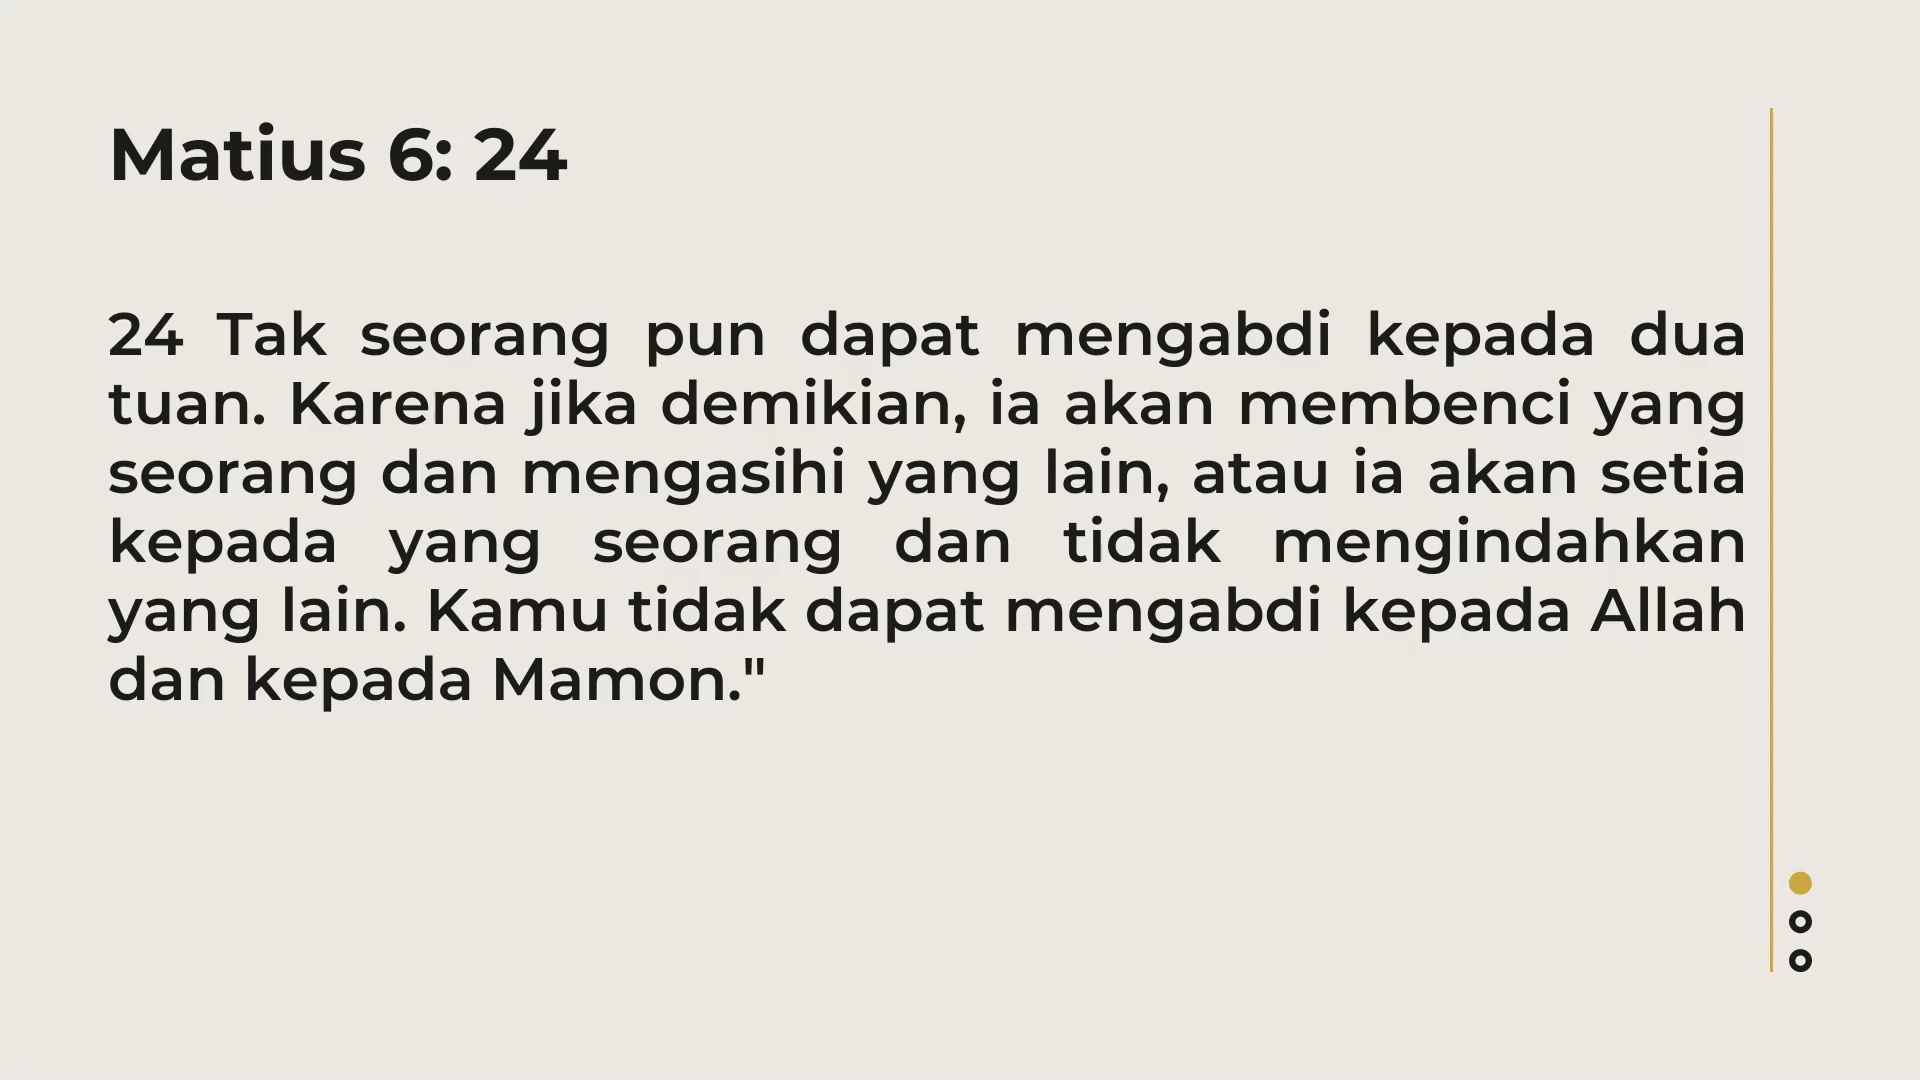 Matius 6: 24
24 Tak seorang pun dapat mengabdi kepada dua
tuan. Karena jika demikian, ia akan membenci yang
seorang dan mengasihi yang lain, atau ia akan setia
kepada yang seorang dan tidak mengindahkan
yang lain. Kamu tidak dapat mengabdi kepada Allah
dan kepada Mamon."